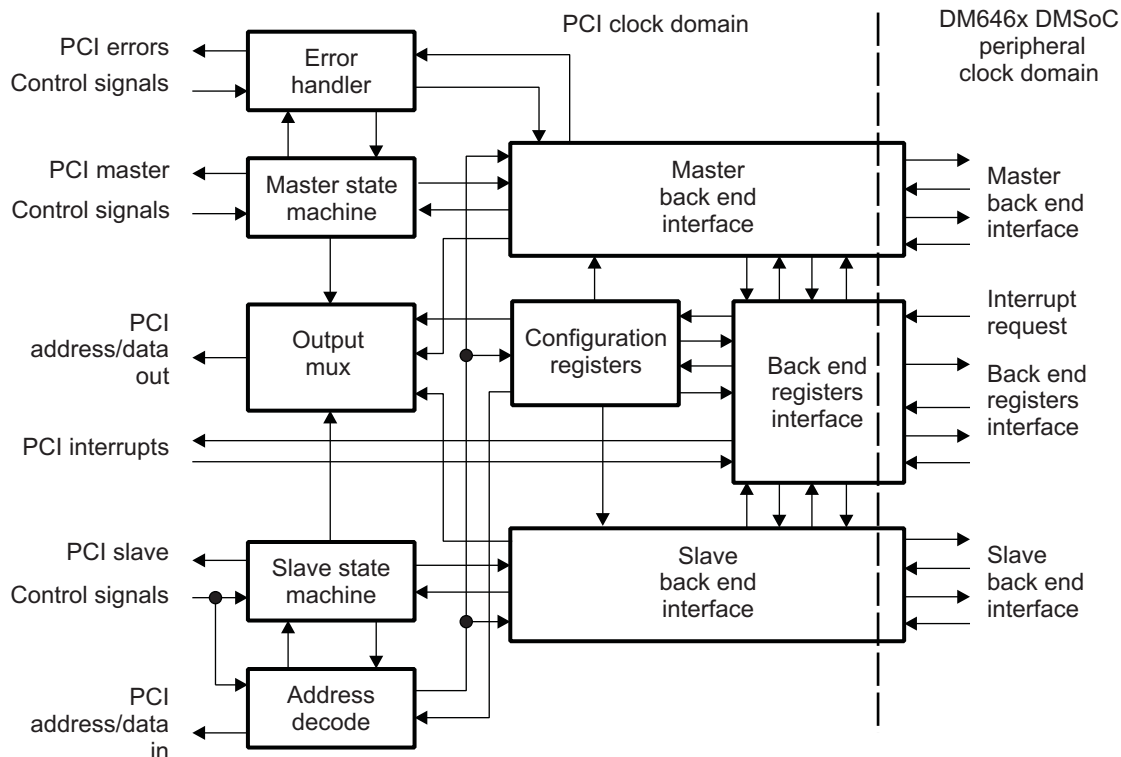 PCI clock domain
DM646x DMSoC
peripheral
clock domain
PCI errors
Control signals
Error
handler
PCI master
Control signals
Master state
machine
Master
back end
interface
Master
back end
interface
PCI
address/data
out
Output
mux
Configuration
registers
Back end
registers
interface
Interrupt
request
Back end
registers
interface
PCI interrupts
PCI slave
Control signals
Slave state
machine
Slave
back end
interface
Slave
back end
interface
PCI
address/data
in
Address
decode